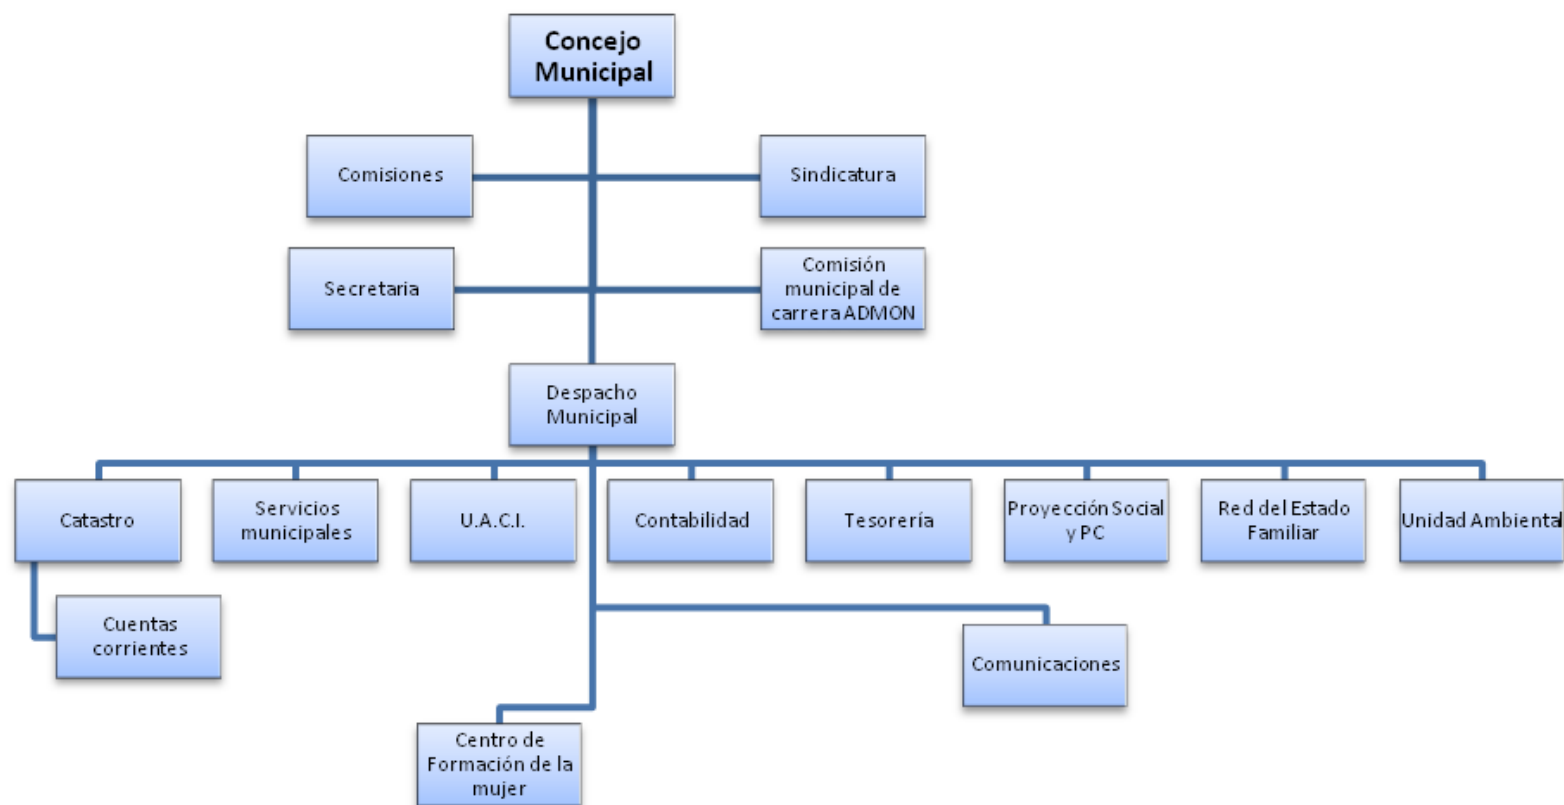 Concejo
Municipal
Comisiones
Sindicatura
Secretaria
Comisión
municipal de
carrera ADMON
Despacho
Municipal
Catastro
Servicios
municipales
U.A.C.I.
Contabilidad
Tesorería
Proyección Social
y PC
Red del Estado
Familiar
Unidad Ambiental
Cuentas
corrientes
Comunicaciones
Centro de
Formación de la
mujer